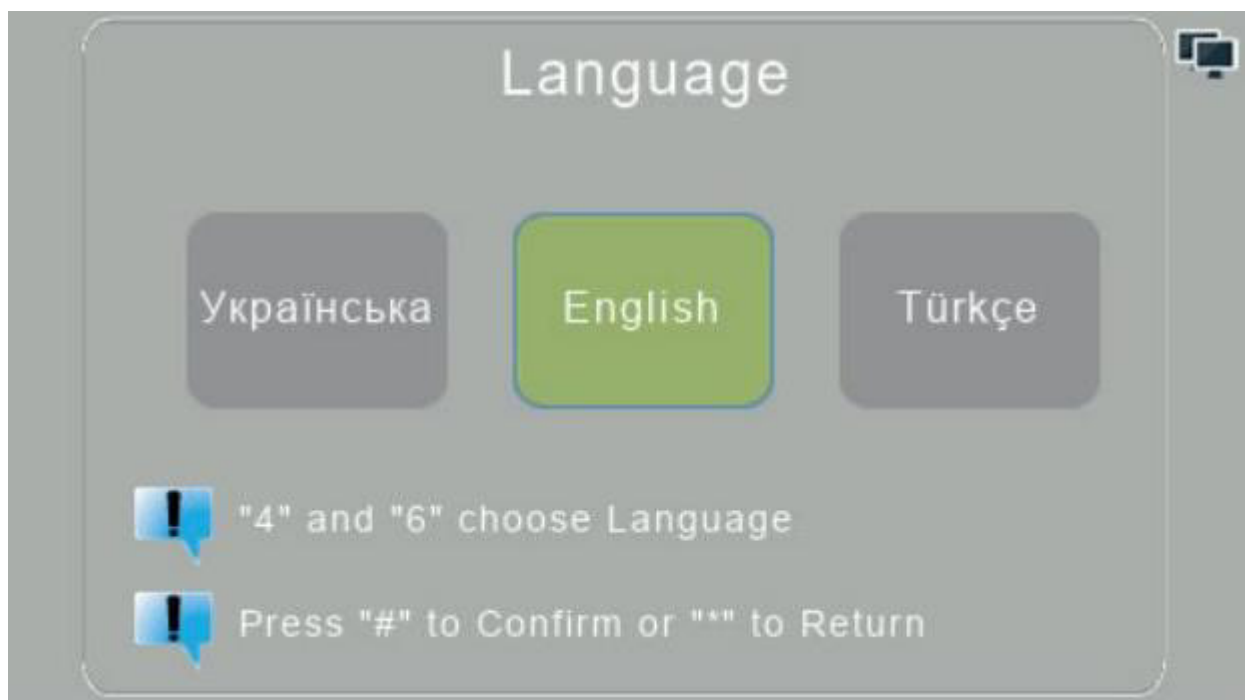 Language
Українська
English
Türkçe
"4" and "6" choose Language
Press "#" to Confirm or "*" to Return